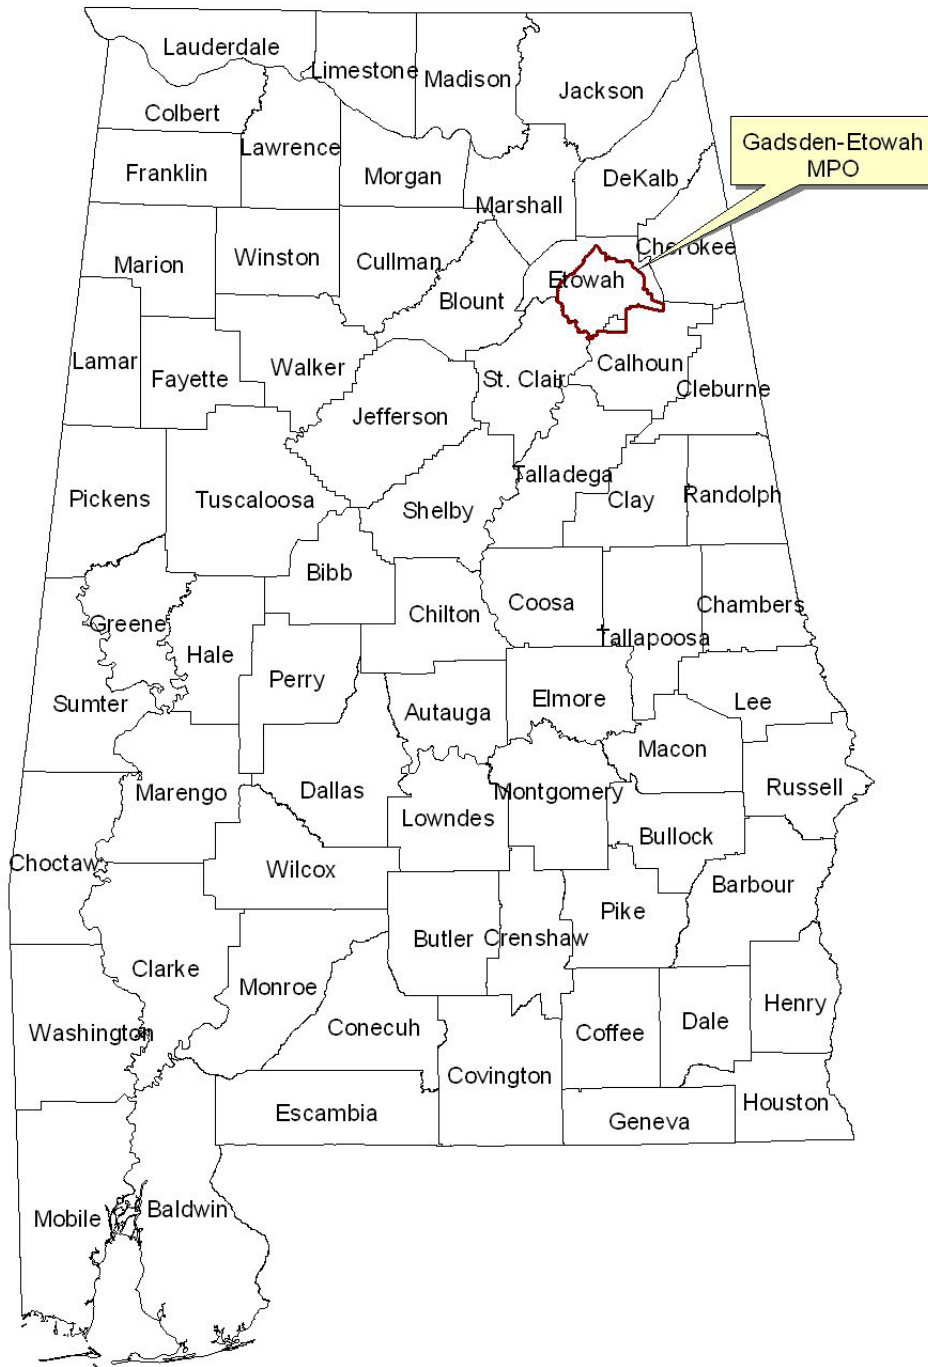 Lauderdale
Limestone
Madison
Jackson
Colbert
Lawrence
Franklin
Morgan
Marshall
DeKalb
Gadsden-Etowah
MPO
Cherokee
Marion
Winston
Cullman
Blount
Etowah
Lamar
Fayette
Walker
Jefferson
St. Clair
Calhoun
Cleburne
Pickens
Tuscaloosa
Shelby
Talladega
Clay
Randolph
Bibb
Chilton
Coosa
Tallapoosa
Chambers
Greene
Hale
Perry
Sumter
Autauga
Elmore
Lee
Macon
Marengo
Dallas
Lowndes
Montgomery
Bullock
Russell
Choctaw
Wilcox
Barbour
Butler
Crenshaw
Pike
Clarke
Monroe
Conecuh
Washington
Covington
Coffee
Dale
Henry
Escambia
Geneva
Houston
Mobile
Baldwin